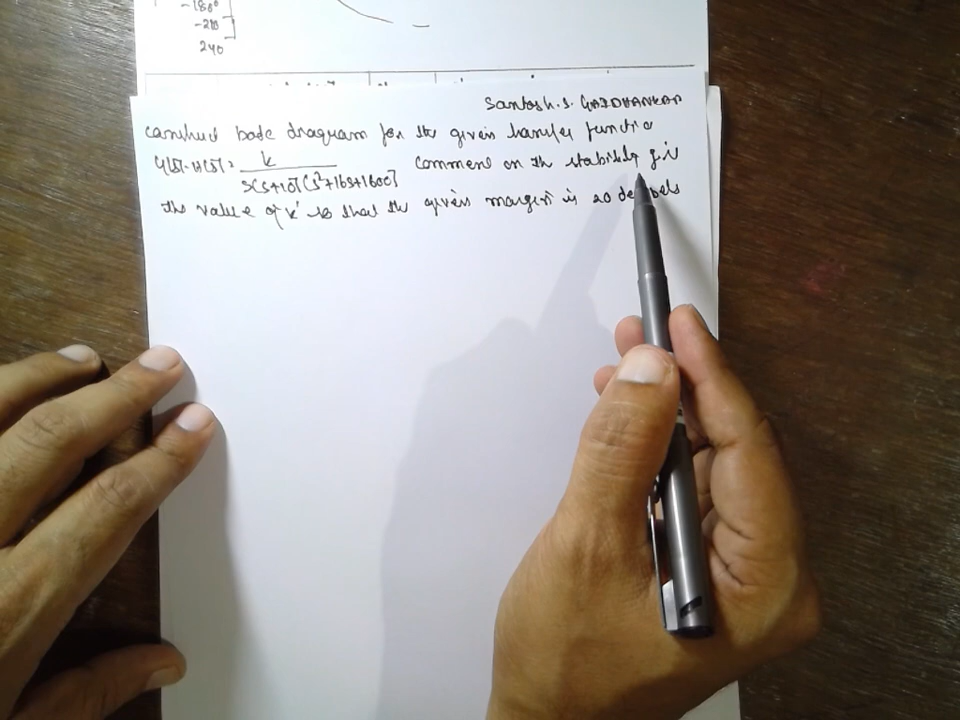 -180°
-210
240
Santosh.S. GAIDHANKAR
construct bode diagram for the given transfer function
G(s).H(s) = k / s(s+10)(s²+16s+1600) comment on the stability
the value of k so that the given margin is 20 decibels